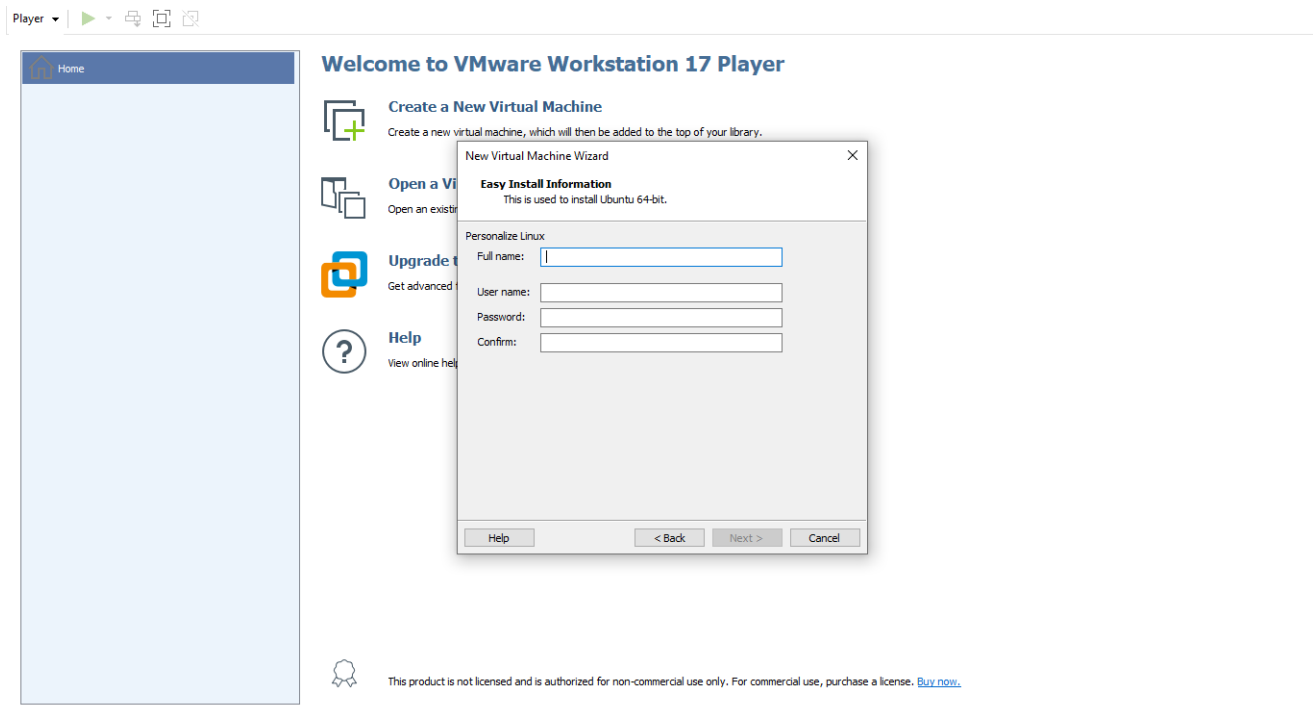 Player
Home
Welcome to VMware Workstation 17 Player
Create a New Virtual Machine
Create a new virtual machine, which will then be added to the top of your library.
Open a Vi
Open an existin
Upgrade t
Get advanced f
?
Help
View online help
New Virtual Machine Wizard
Easy Install Information
This is used to install Ubuntu 64-bit.
Personalize Linux
Full name:
User name:
Password:
Confirm:
Help
< Back
Next >
Cancel
This product is not licensed and is authorized for non-commercial use only. For commercial use, purchase a license. Buy now.